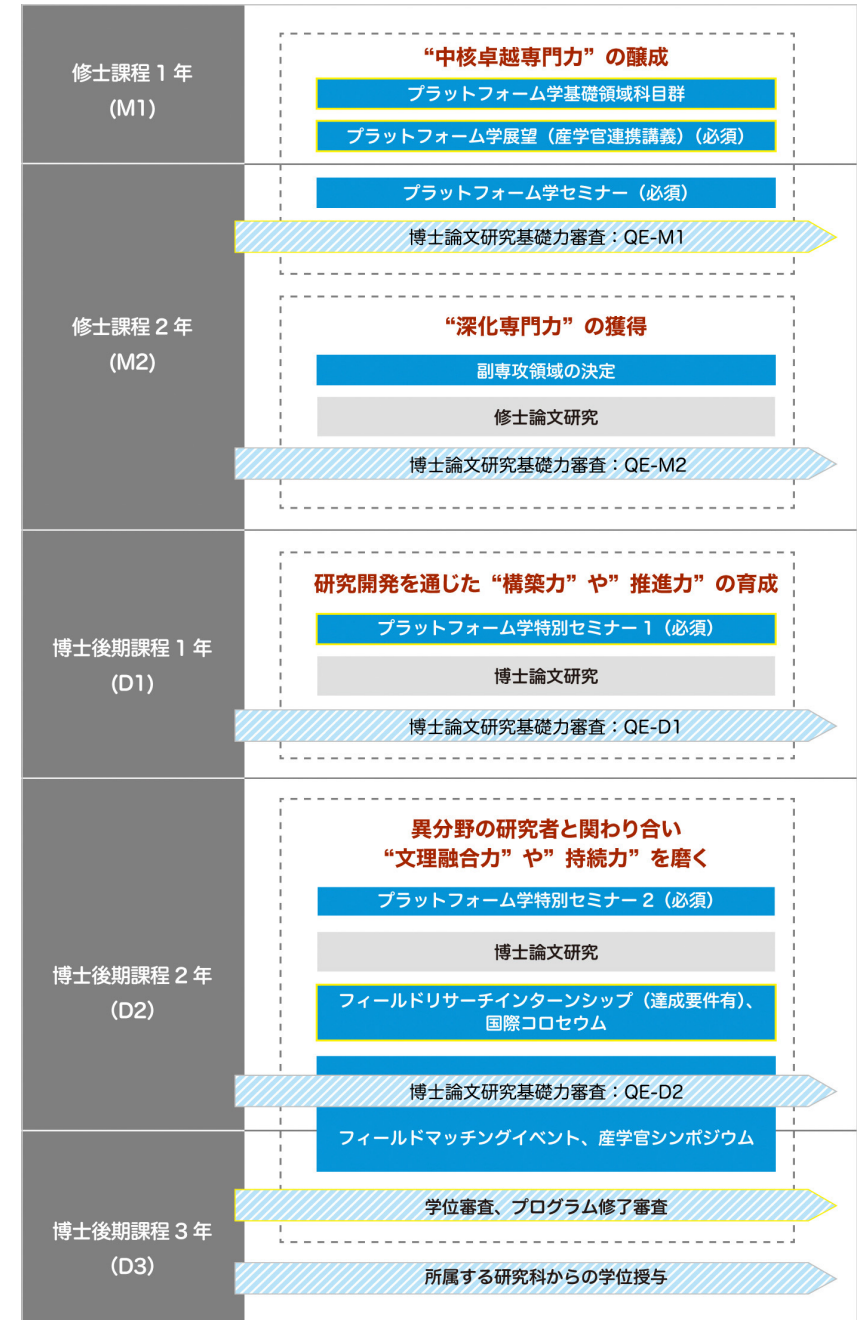 修士課程1年
(M1)
“中核卓越専門力” の醸成
プラットフォーム学基礎領域科目群
プラットフォーム学展望（産学官連携講義）（必須）
修士課程2年
(M2)
プラットフォーム学セミナー（必須）
博士論文研究基礎力審査：QE-M1
“深化専門力” の獲得
副専攻領域の決定
修士論文研究
博士論文研究基礎力審査：QE-M2
博士後期課程1年
(D1)
研究開発を通じた “構築力” や” 推進力” の育成
プラットフォーム学特別セミナー1（必須）
博士論文研究
博士論文研究基礎力審査：QE-D1
博士後期課程2年
(D2)
異分野の研究者と関わり合い
“文理融合力” や” 持続力” を磨く
プラットフォーム学特別セミナー2（必須）
博士論文研究
フィールドリサーチインターンシップ（達成要件有）、
国際コロセウム
博士論文研究基礎力審査：QE-D2
フィールドマッチングイベント、産学官シンポジウム
博士後期課程3年
(D3)
学位審査、プログラム修了審査
所属する研究科からの学位授与